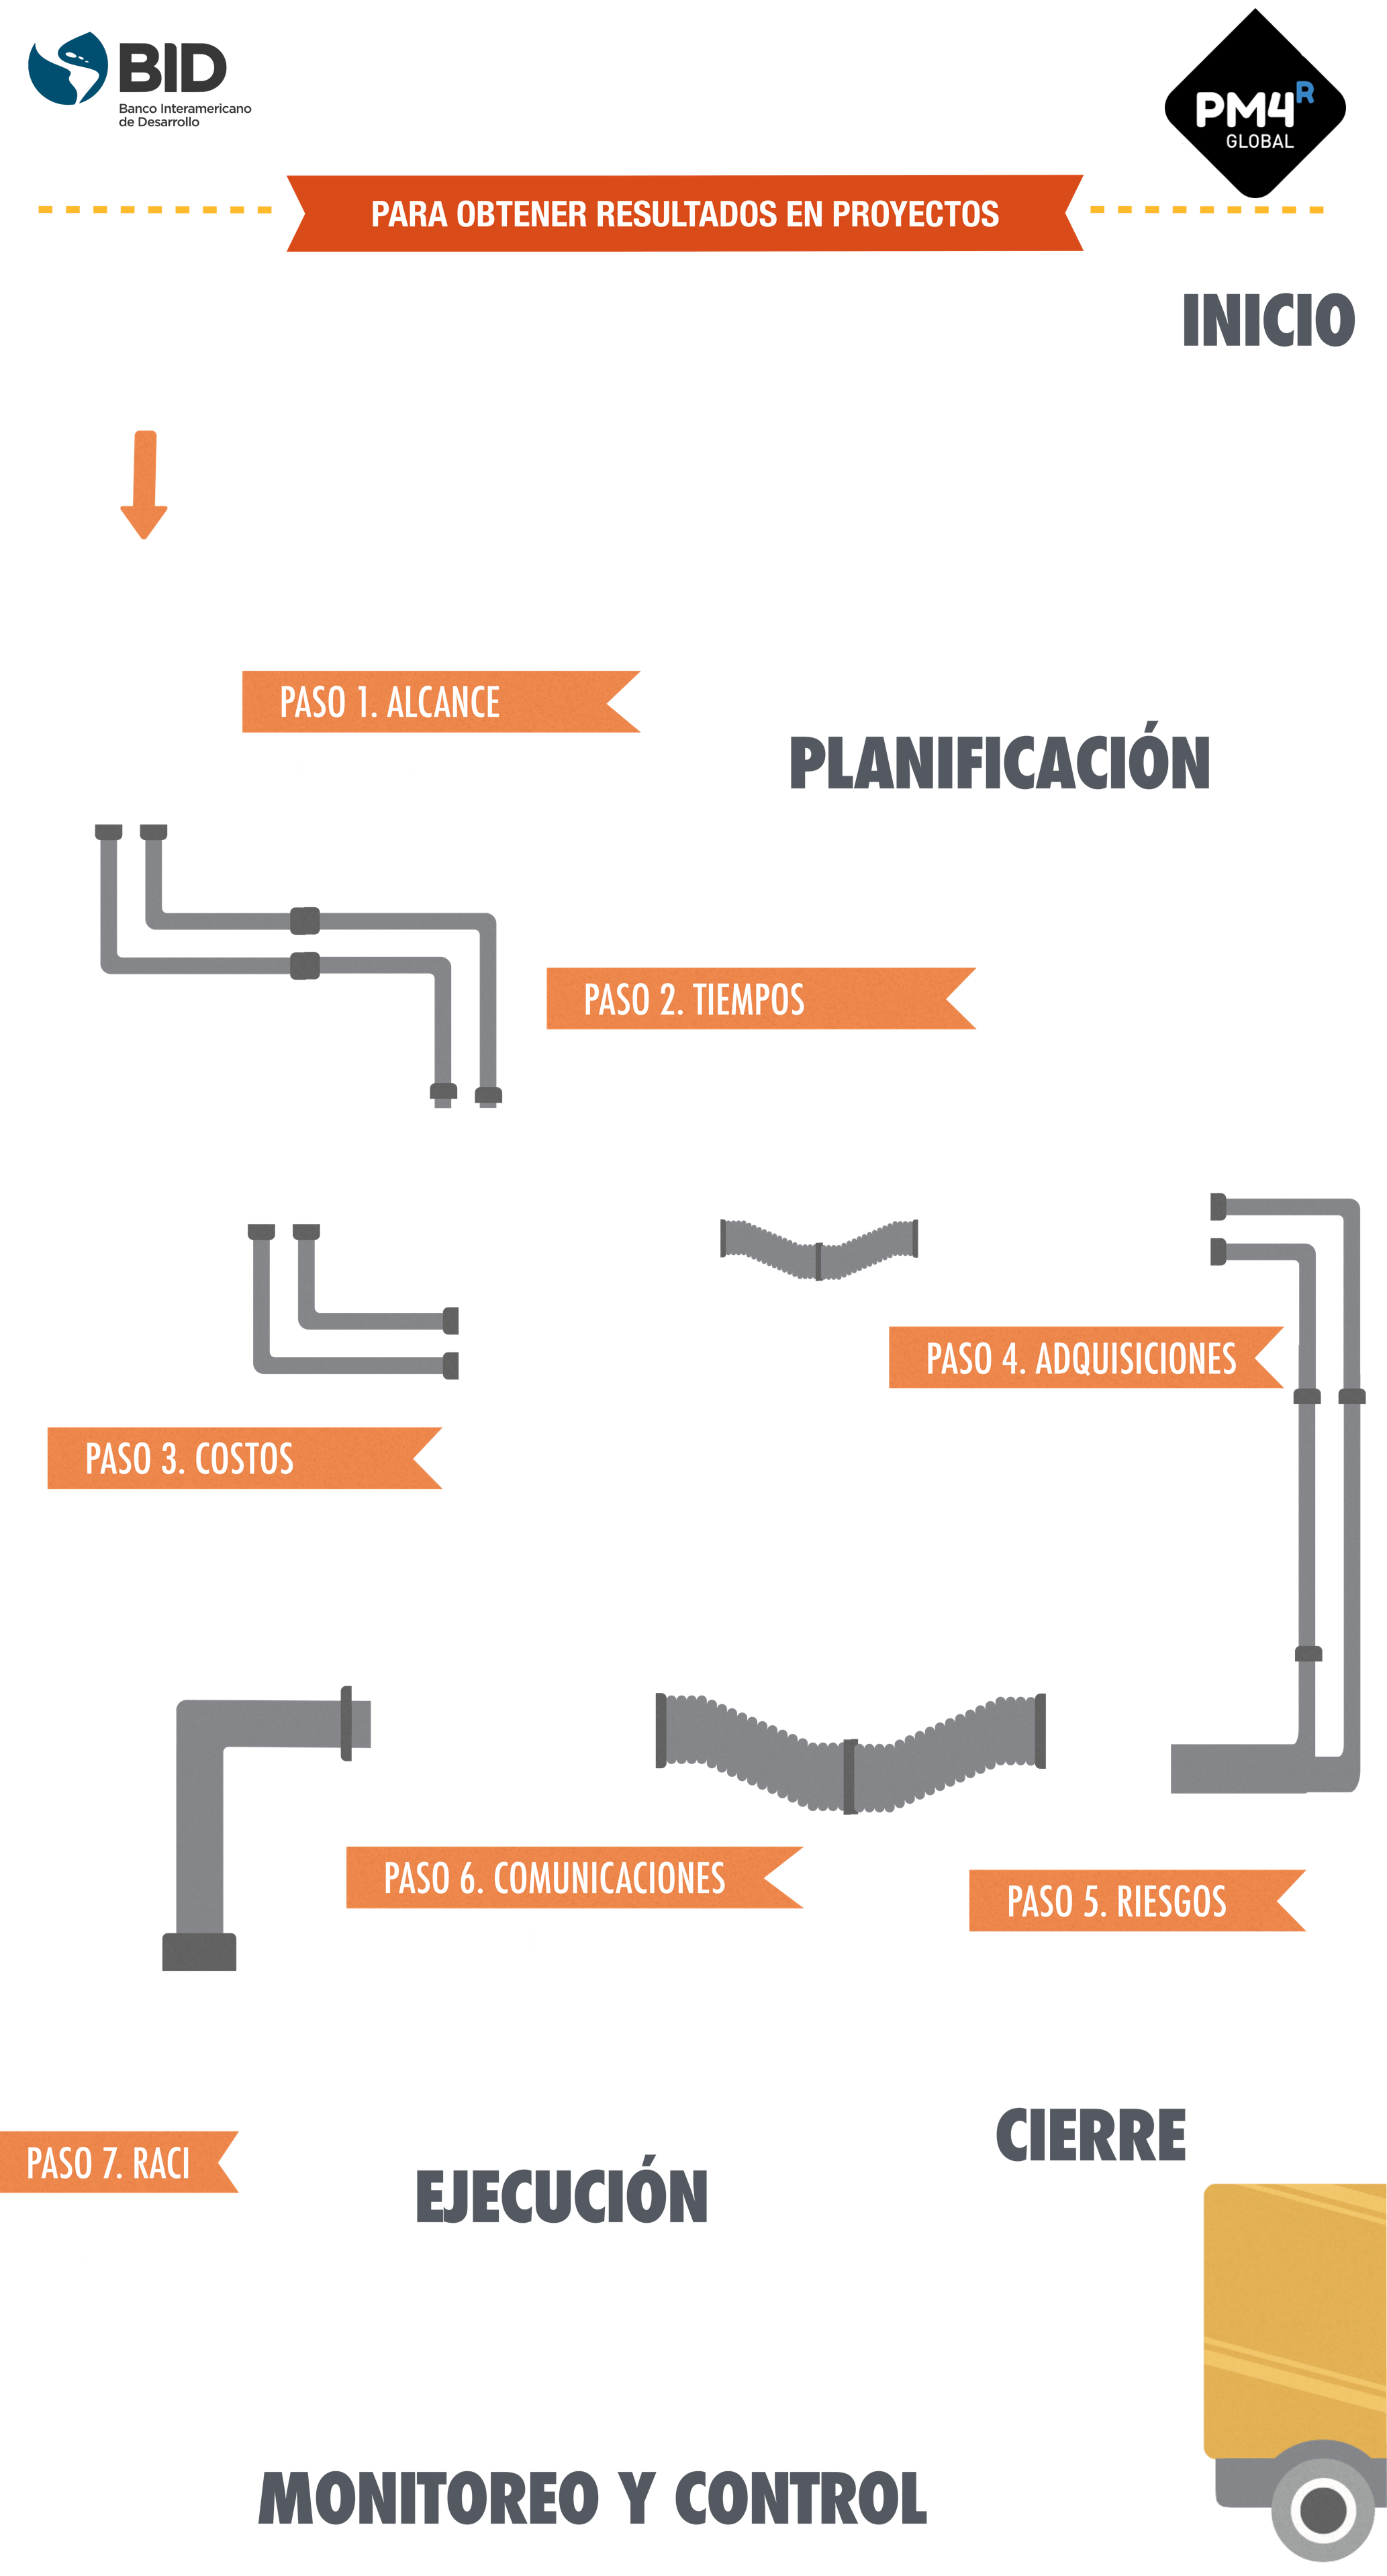 BID
Banco Interamericano
de Desarrollo
PM4R
GLOBAL
PARA OBTENER RESULTADOS EN PROYECTOS
INICIO
PASO 1. ALCANCE
PLANIFICACIÓN
PASO 2. TIEMPOS
PASO 4. ADQUISICIONES
PASO 3. COSTOS
PASO 6. COMUNICACIONES
PASO 5. RIESGOS
CIERRE
PASO 7. RACI
EJECUCIÓN
MONITOREO Y CONTROL